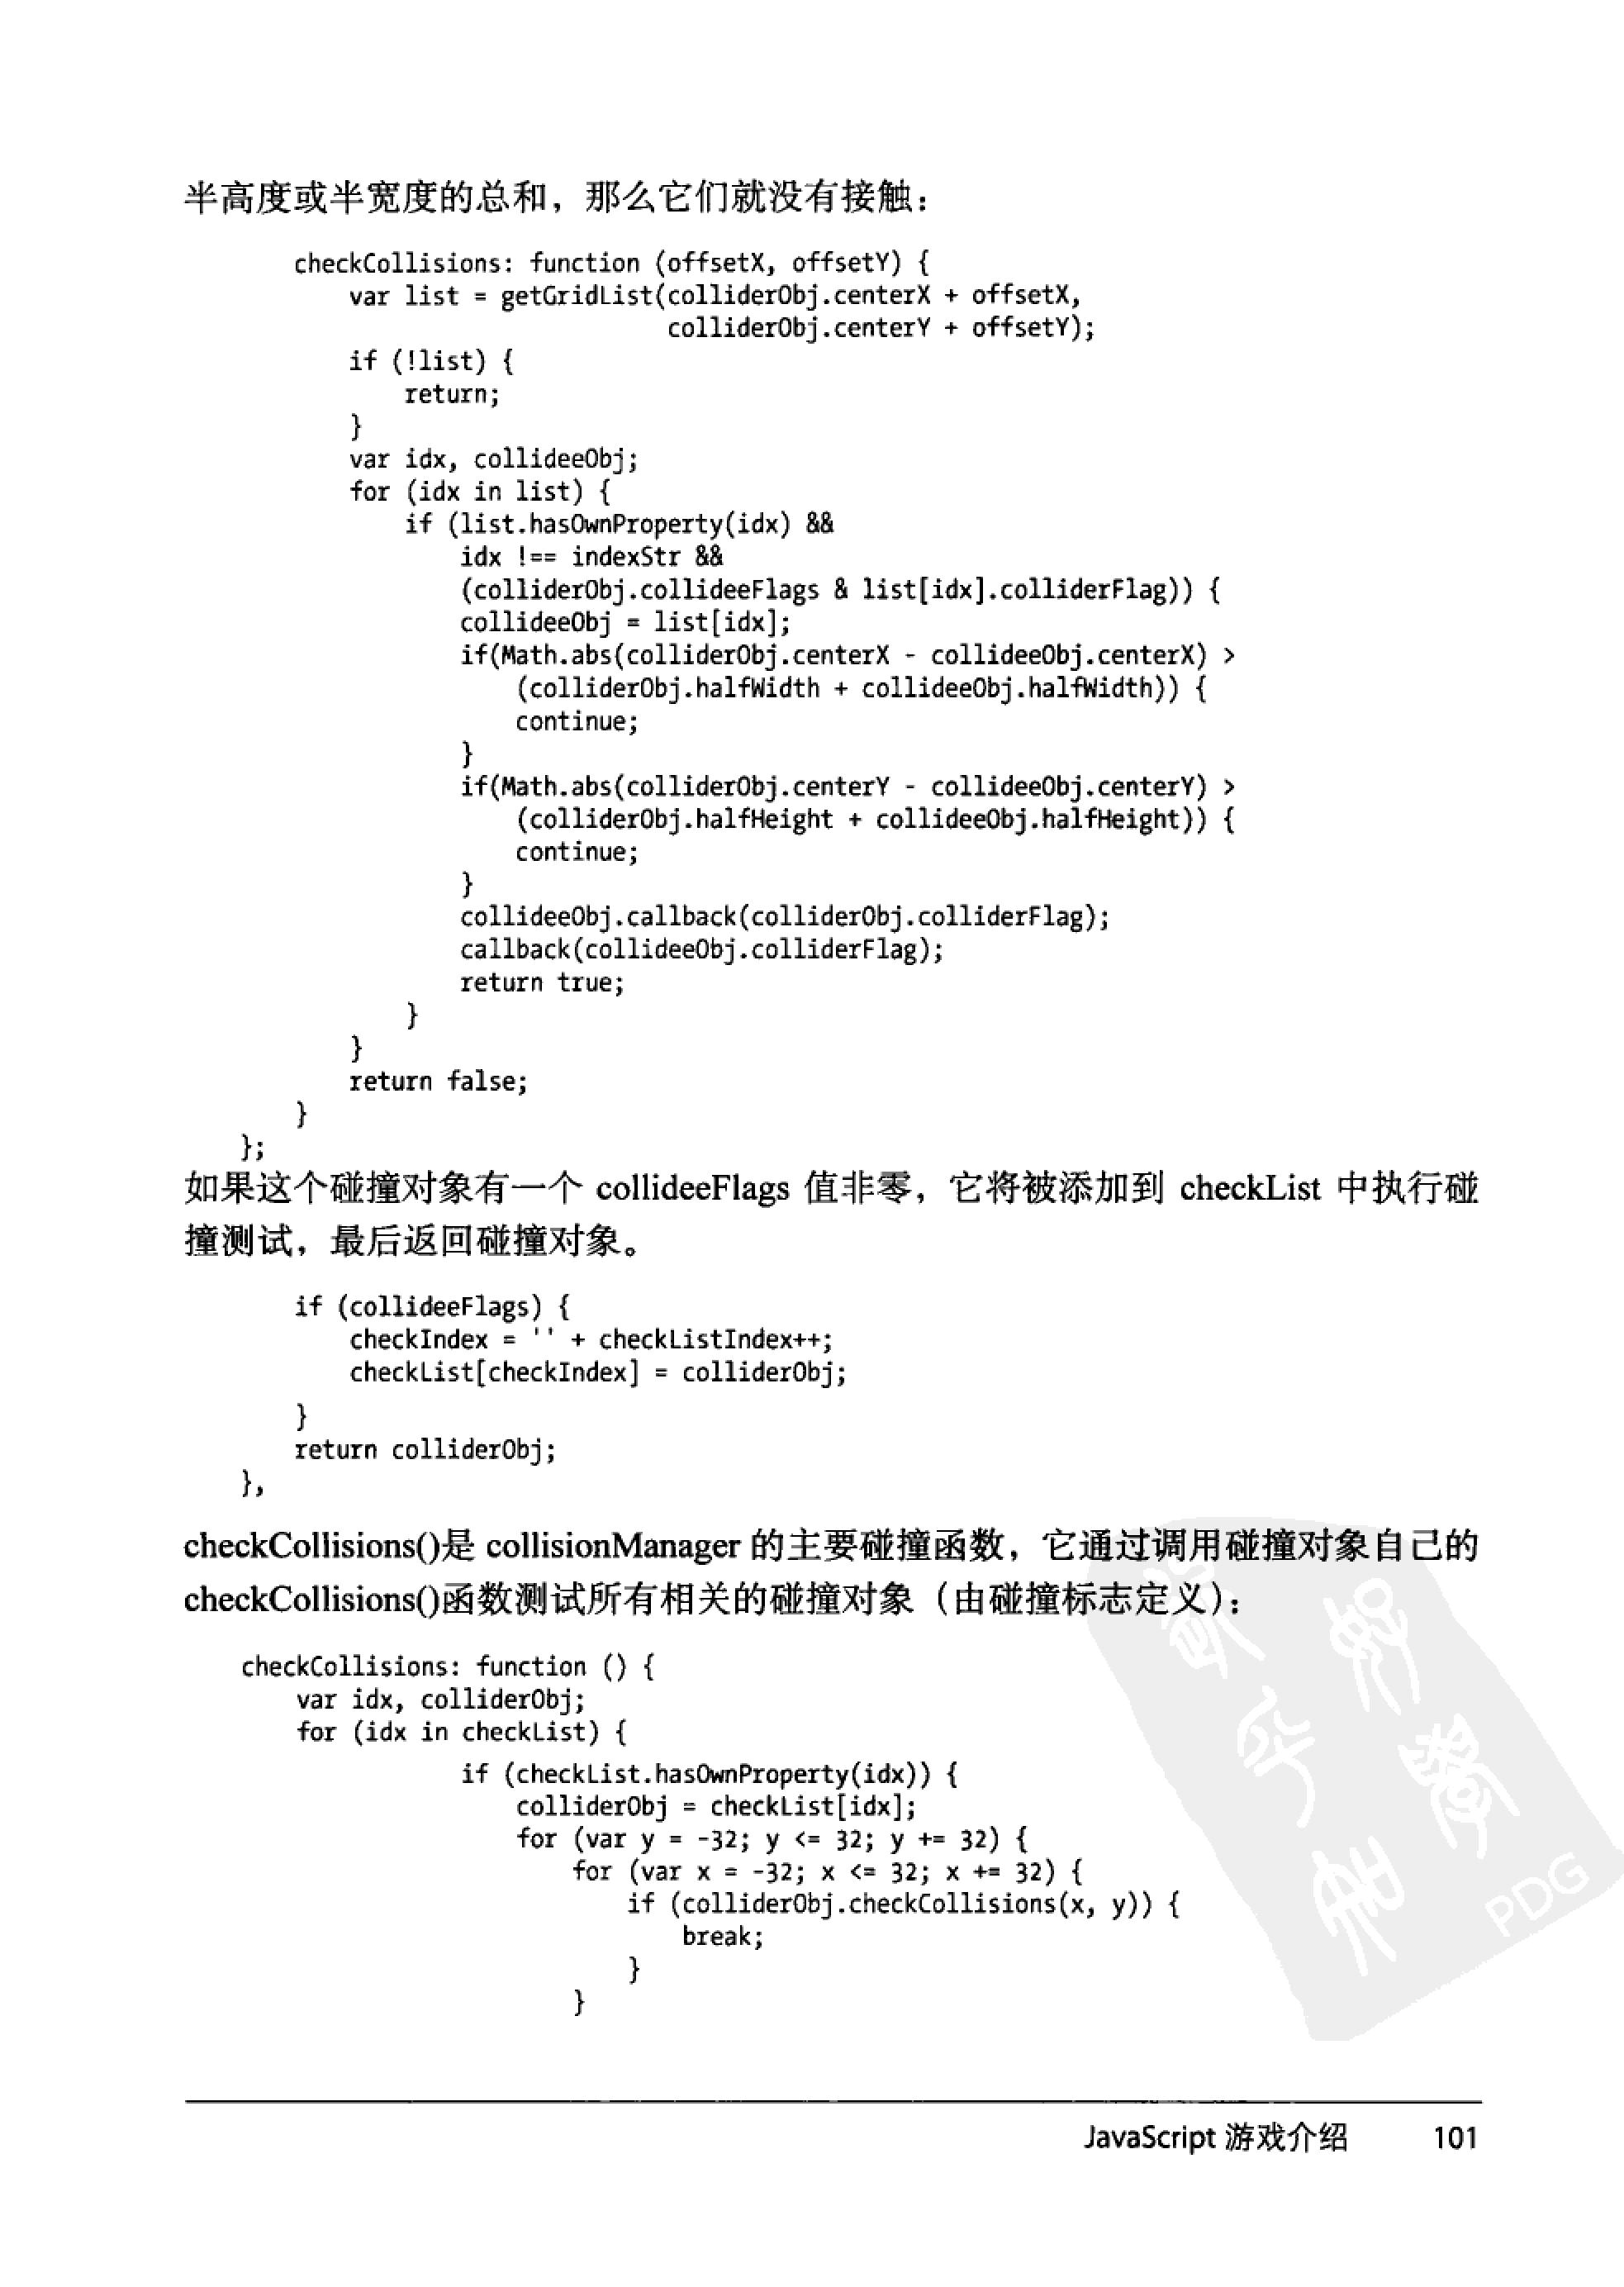 半高度或半宽度的总和，那么它们就没有接触：
checkCollisions: function (offsetX, offsetY) {
var list = getGridList(colliderObj.centerX + offsetX,
colliderObj.centerY + offsetY);
if (!list) {
return;
}
var idx, collideeObj;
for (idx in list) {
if (list.hasOwnProperty(idx) &&
idx !== indexStr &&
(colliderObj.collideeFlags & list[idx].colliderFlag)) {
collideeObj = list[idx];
if(Math.abs(colliderObj.centerX - collideeObj.centerX) >
(colliderObj.halfWidth + collideeObj.halfWidth)) {
continue;
}
if(Math.abs(colliderObj.centerY - collideeObj.centerY) >
(colliderObj.halfHeight + collideeObj.halfHeight)) {
continue;
}
collideeObj.callback(colliderObj.colliderFlag);
callback(collideeObj.colliderFlag);
return true;
}
}
return false;
}
};
如果这个碰撞对象有一个 collideeFlags 值非零，它将被添加到 checkList 中执行碰
撞测试，最后返回碰撞对象。
if (collideeFlags) {
checkIndex = '' + checkListIndex++;
checkList[checkIndex] = colliderObj;
}
return colliderObj;
},
checkCollisions()是 collisionManager 的主要碰撞函数，它通过调用碰撞对象自己的
checkCollisions()函数测试所有相关的碰撞对象（由碰撞标志定义）：
checkCollisions: function () {
var idx, colliderObj;
for (idx in checkList) {
if (checkList.hasOwnProperty(idx)) {
colliderObj = checkList[idx];
for (var y = -32; y <= 32; y += 32) {
for (var x = -32; x <= 32; x += 32) {
if (colliderObj.checkCollisions(x, y)) {
break;
}
}
PDG
JavaScript 游戏介绍 101